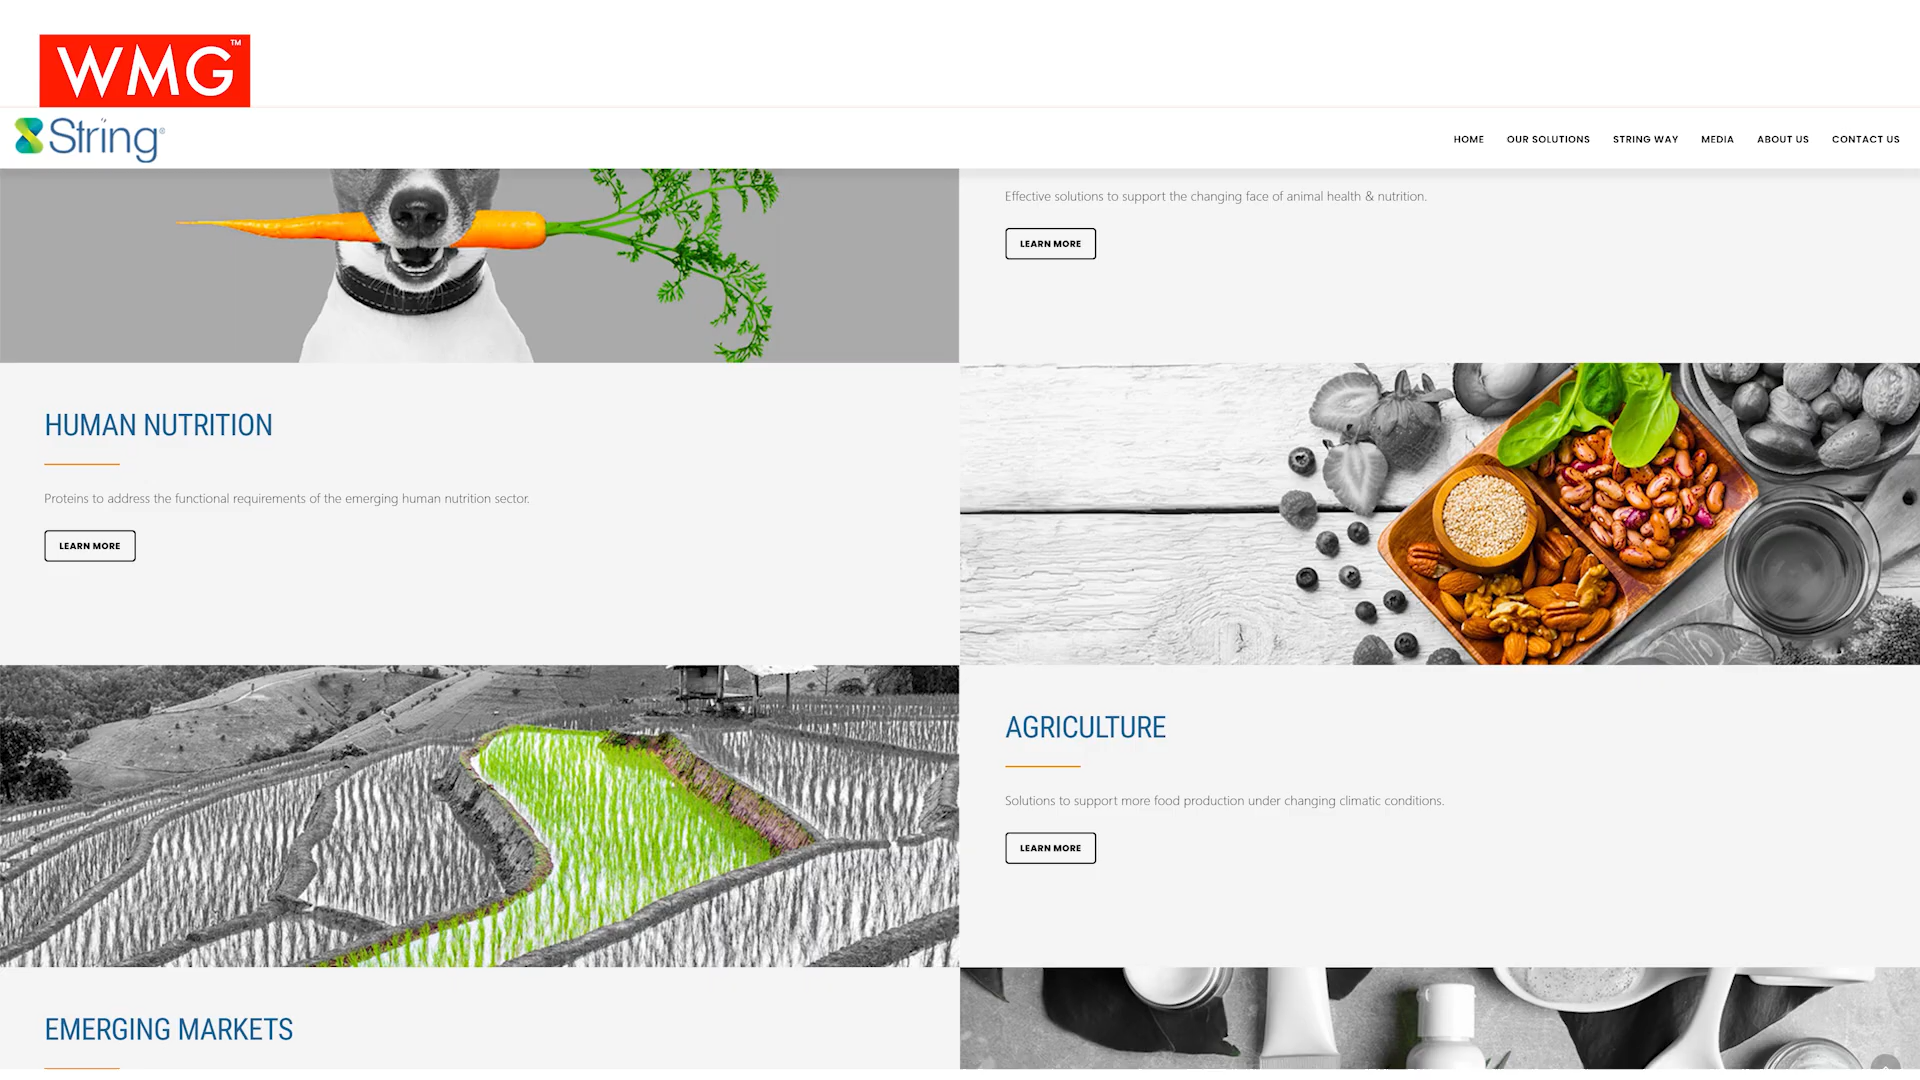 WMG™
String®
HOME OUR SOLUTIONS STRING WAY MEDIA ABOUT US CONTACT US
Effective solutions to support the changing face of animal health & nutrition.
LEARN MORE
HUMAN NUTRITION
Proteins to address the functional requirements of the emerging human nutrition sector.
LEARN MORE
AGRICULTURE
Solutions to support more food production under changing climatic conditions.
LEARN MORE
EMERGING MARKETS